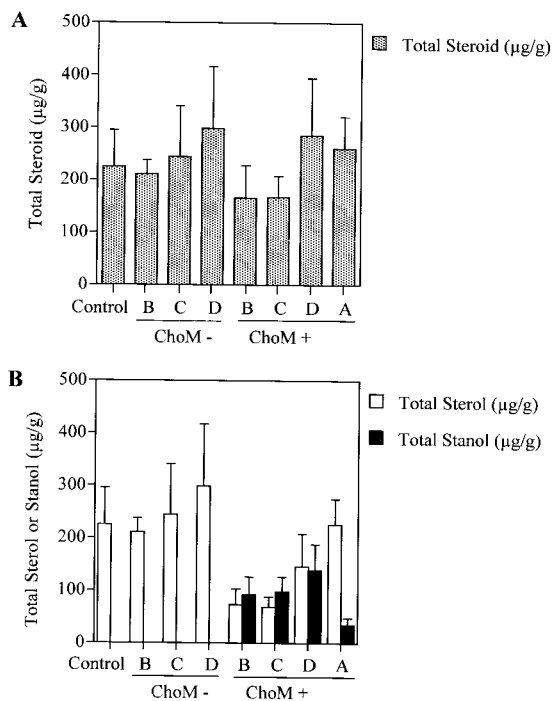 A
500
400
300
200
100
0
Total Steroid (µg/g)
Total Steroid (µg/g)
Control B C D B C D A
ChoM - ChoM +
B
500
400
300
200
100
0
Total Sterol or Stanol (µg/g)
Total Sterol (µg/g)
Total Stanol (µg/g)
Control B C D B C D A
ChoM - ChoM +